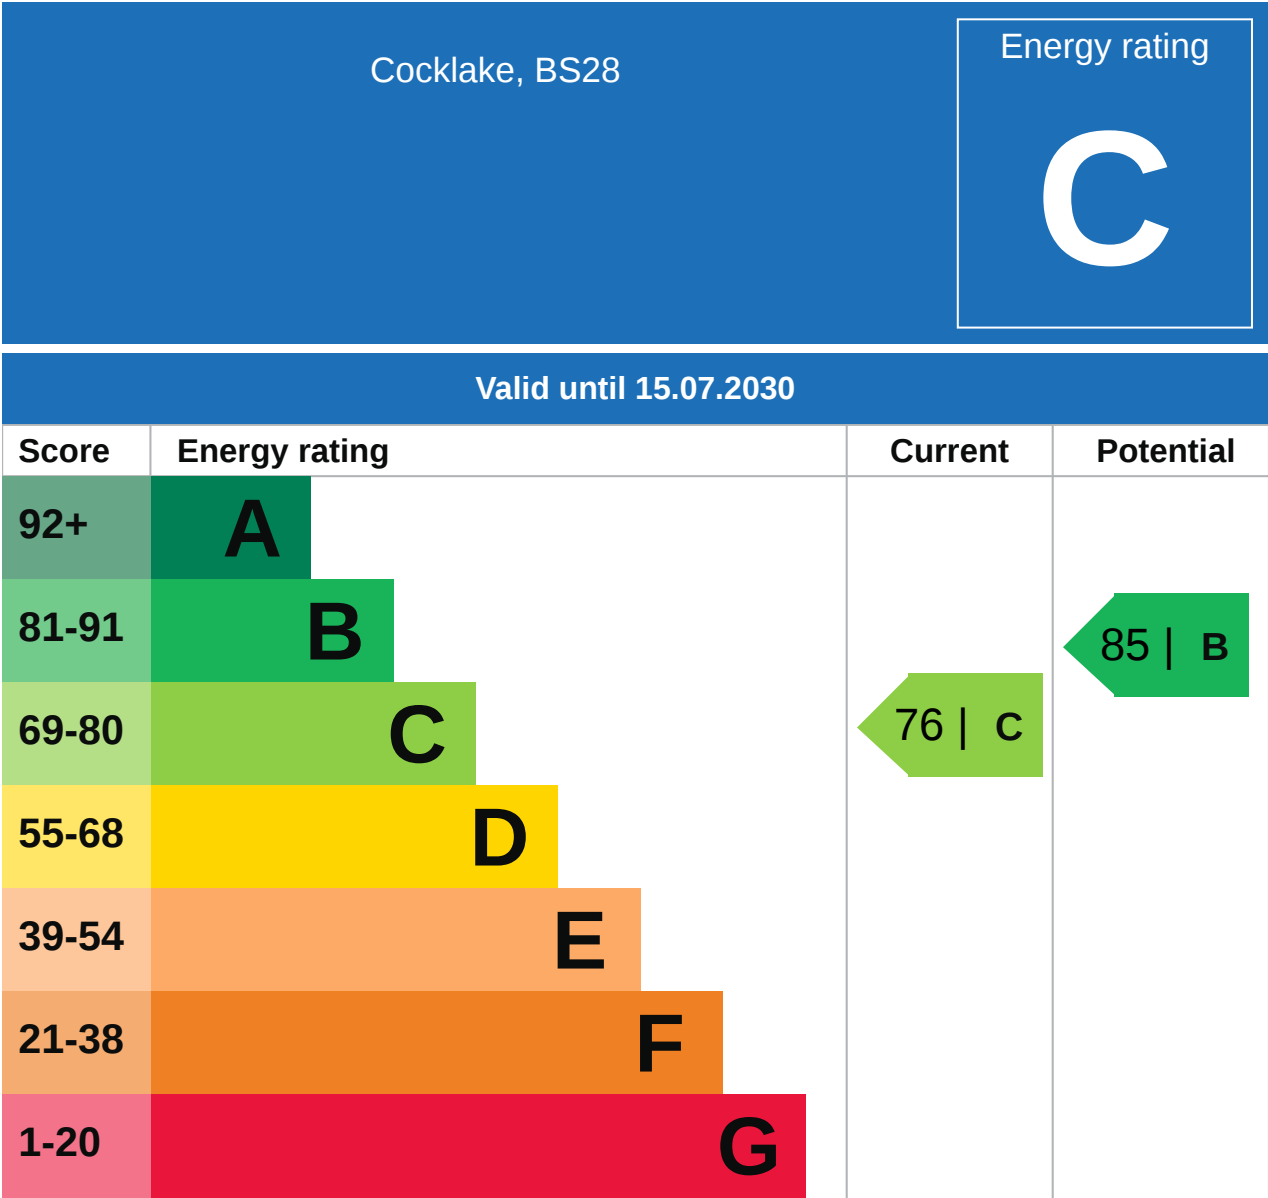 Cocklake, BS28
Energy rating
C
Valid until 15.07.2030
Score Energy rating Current Potential
92+ A
81-91 B
85 | B
69-80 C
76 | C
55-68 D
39-54 E
21-38 F
1-20 G